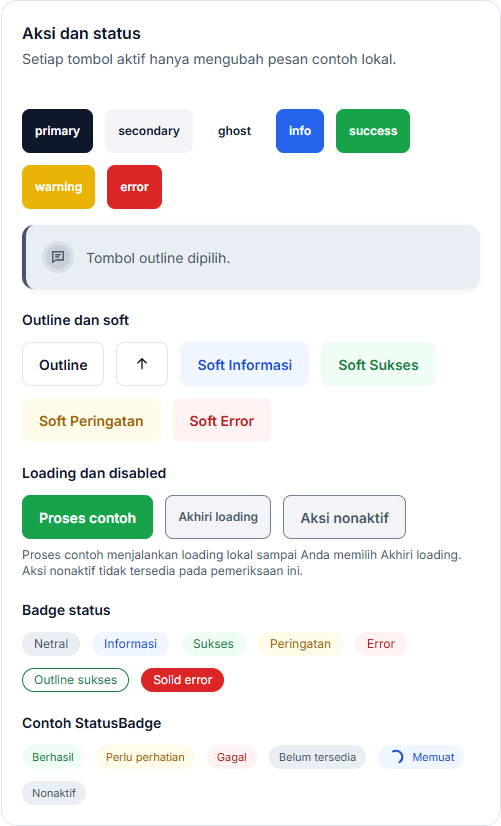 Aksi dan status
Setiap tombol aktif hanya mengubah pesan contoh lokal.
primary secondary ghost info success
warning error
Tombol outline dipilih.
Outline dan soft
Outline ↑ Soft Informasi Soft Sukses
Soft Peringatan Soft Error
Loading dan disabled
Proses contoh Akhiri loading Aksi nonaktif
Proses contoh menjalankan loading lokal sampai Anda memilih Akhiri loading.
Aksi nonaktif tidak tersedia pada pemeriksaan ini.
Badge status
Netral Informasi Sukses Peringatan Error
Outline sukses Solid error
Contoh StatusBadge
Berhasil Perlu perhatian Gagal Belum tersedia Memuat
Nonaktif